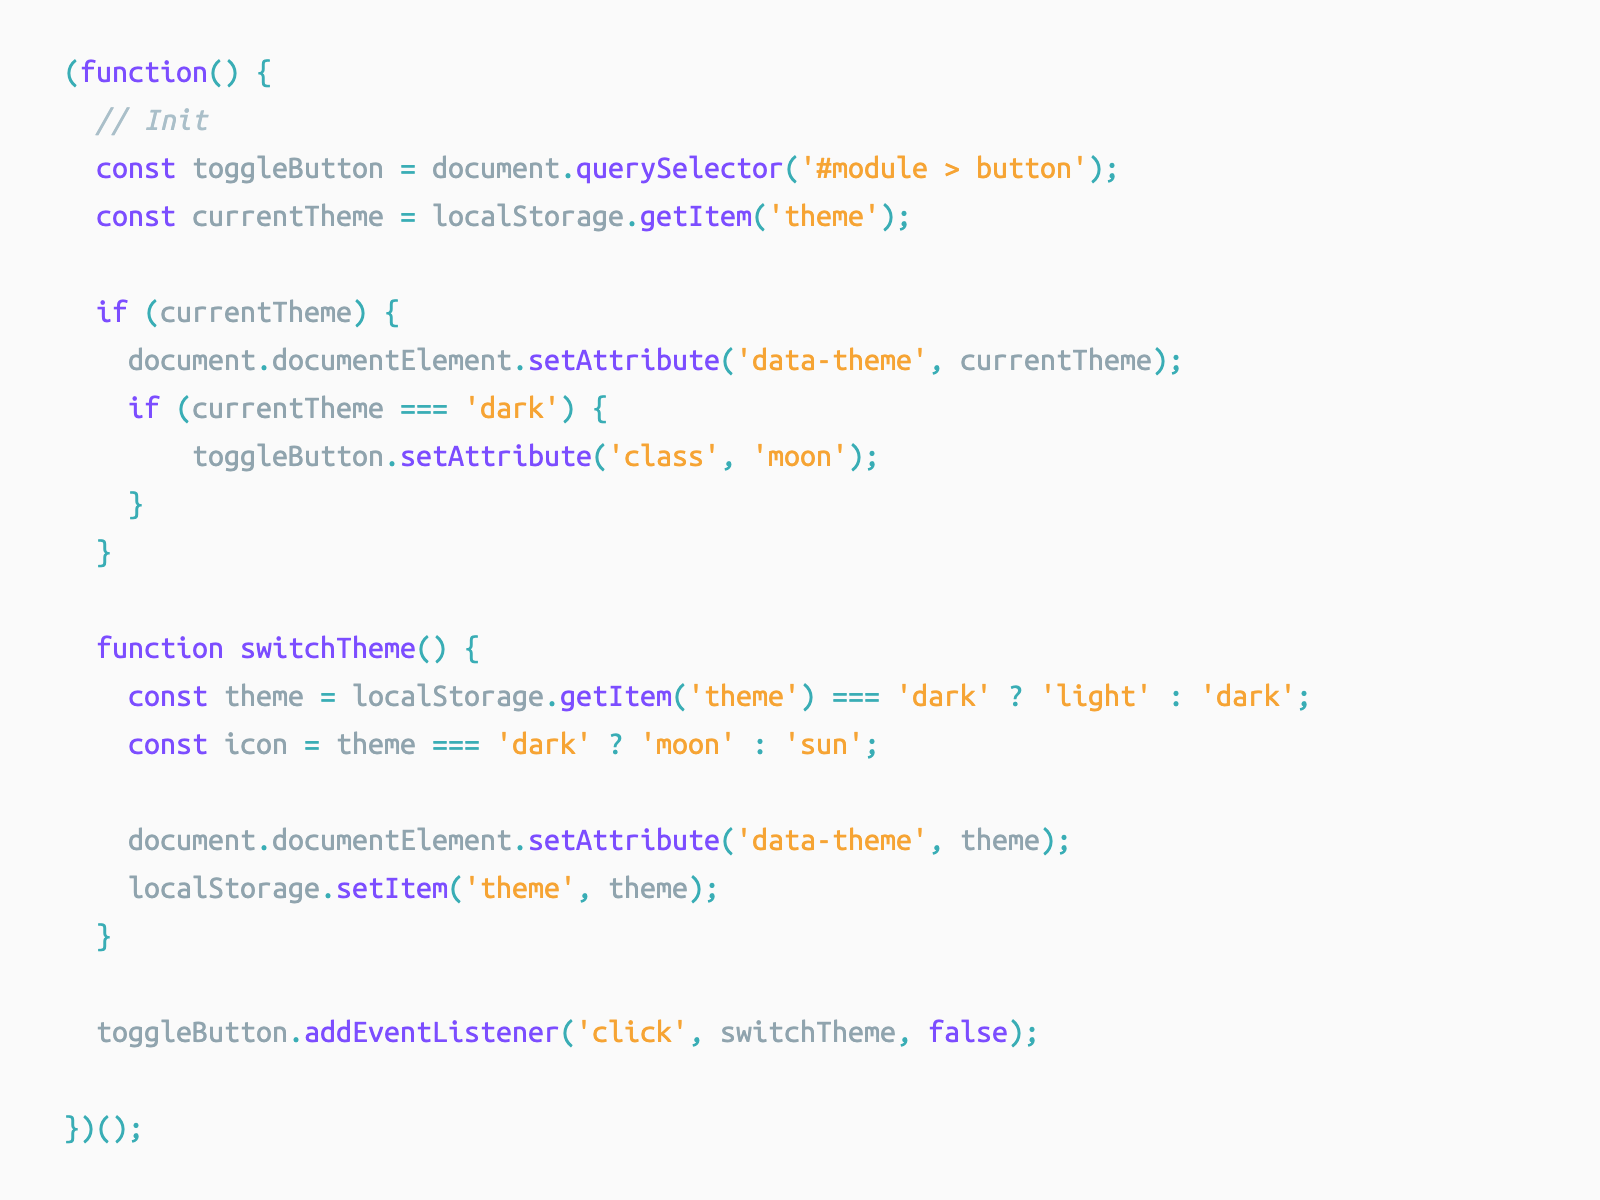 (function() {
  // Init
  const toggleButton = document.querySelector('#module > button');
  const currentTheme = localStorage.getItem('theme');

  if (currentTheme) {
    document.documentElement.setAttribute('data-theme', currentTheme);
    if (currentTheme === 'dark') {
        toggleButton.setAttribute('class', 'moon');
    }
  }

  function switchTheme() {
    const theme = localStorage.getItem('theme') === 'dark' ? 'light' : 'dark';
    const icon = theme === 'dark' ? 'moon' : 'sun';

    document.documentElement.setAttribute('data-theme', theme);
    localStorage.setItem('theme', theme);
  }

  toggleButton.addEventListener('click', switchTheme, false);

})();